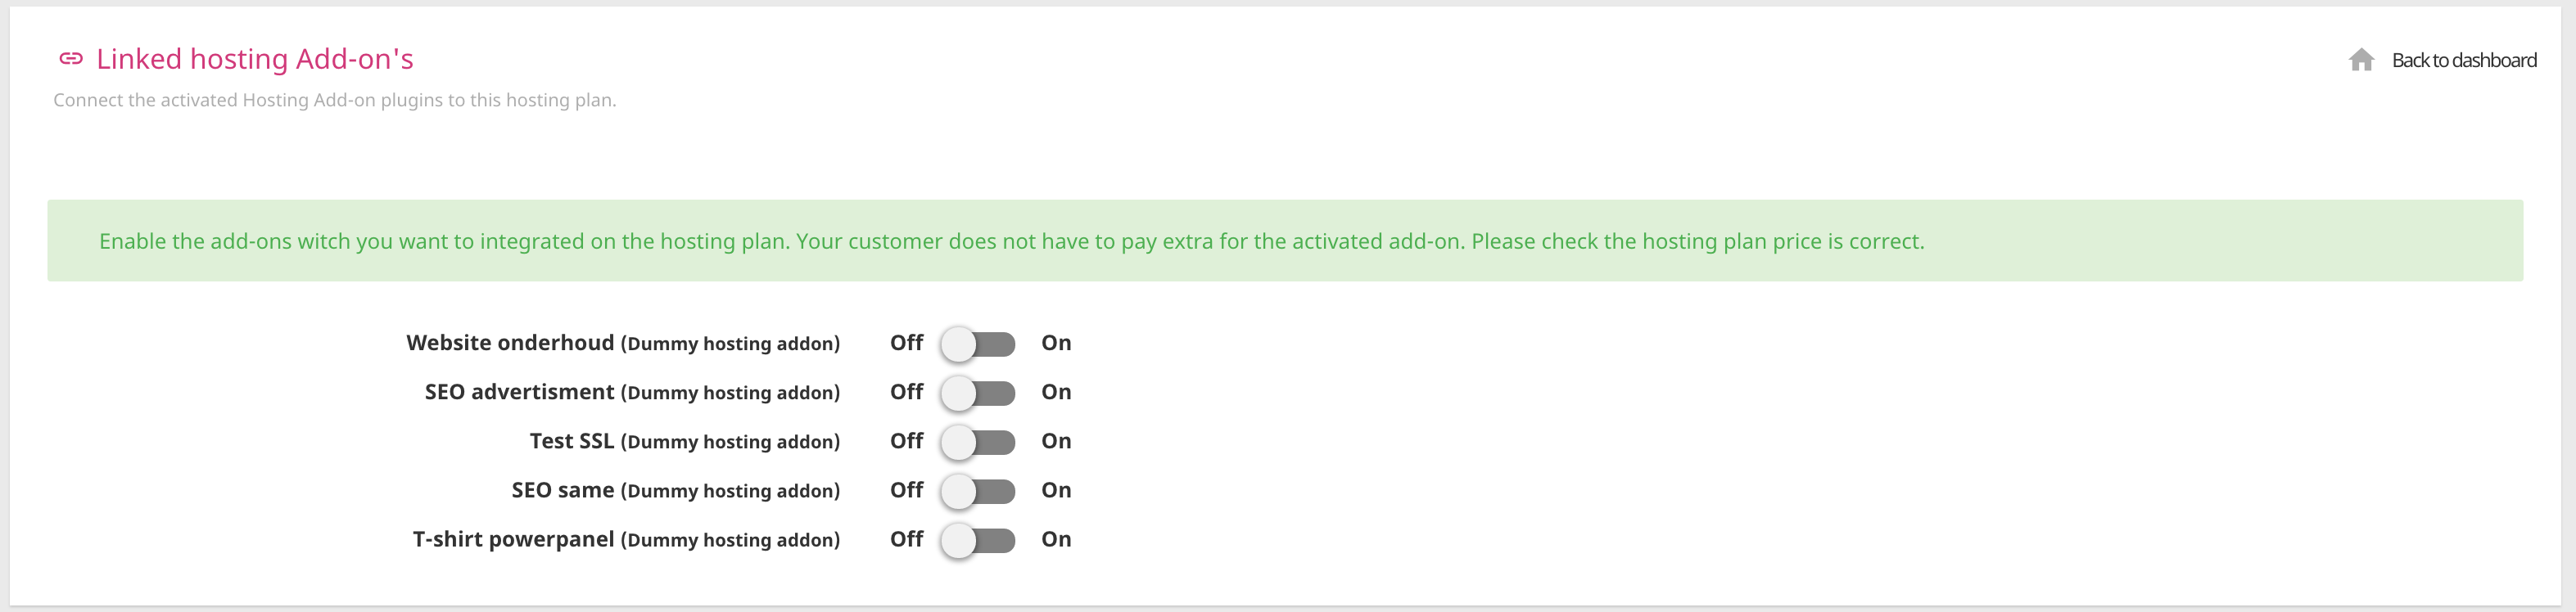 Linked hosting Add-on's
Back to dashboard
Connect the activated Hosting Add-on plugins to this hosting plan.
Enable the add-ons witch you want to integrated on the hosting plan. Your customer does not have to pay extra for the activated add-on. Please check the hosting plan price is correct.
Website onderhoud (Dummy hosting addon) Off On
SEO advertisment (Dummy hosting addon) Off On
Test SSL (Dummy hosting addon) Off On
SEO same (Dummy hosting addon) Off On
T-shirt powerpanel (Dummy hosting addon) Off On